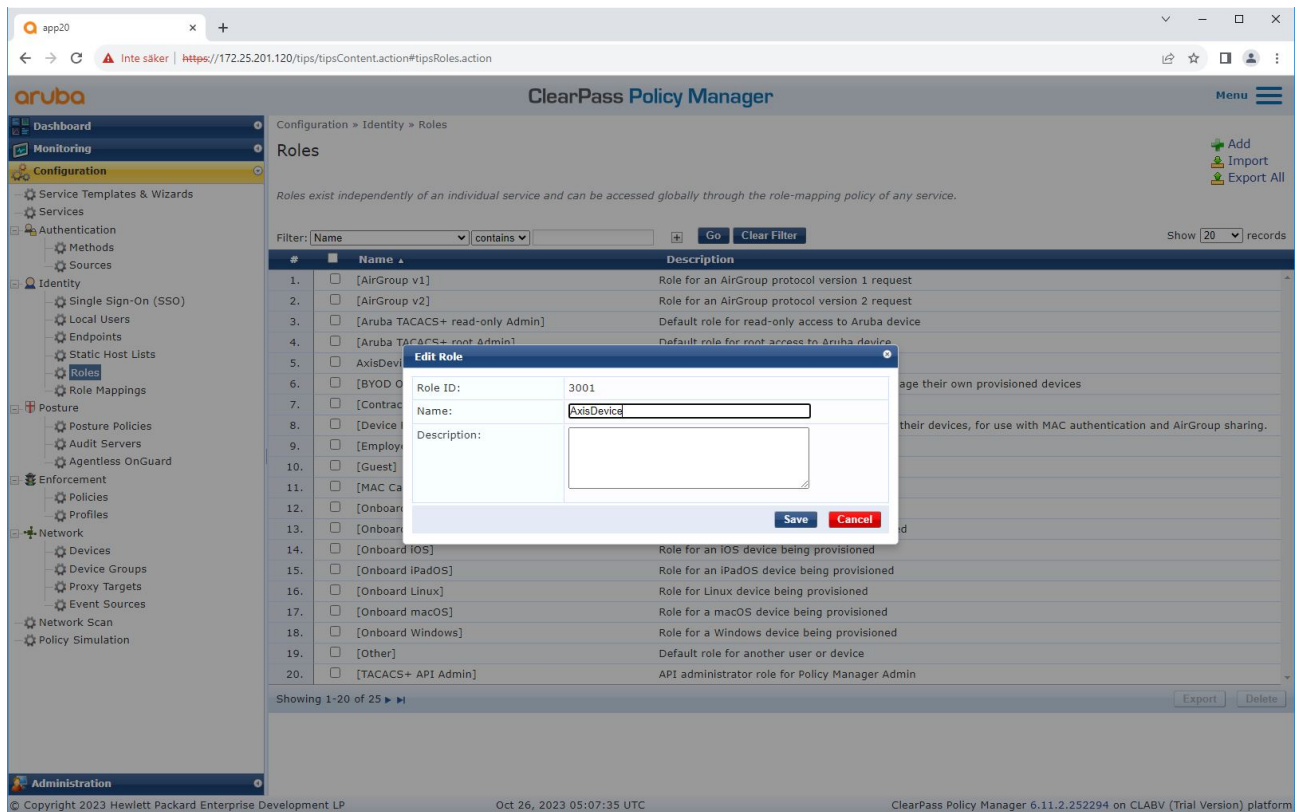 app20
Inte säker | https://172.25.201.120/tips/tipsContent.action#tipsRoles.action
aruba
ClearPass Policy Manager
Menu
Dashboard
Monitoring
Configuration
Service Templates & Wizards
Services
Authentication
Methods
Sources
Identity
Single Sign-On (SSO)
Local Users
Endpoints
Static Host Lists
Roles
Role Mappings
Posture
Posture Policies
Audit Servers
Agentless OnGuard
Enforcement
Policies
Profiles
Network
Devices
Device Groups
Proxy Targets
Event Sources
Network Scan
Policy Simulation
Administration
Configuration » Identity » Roles
Roles
Add
Import
Export All
Roles exist independently of an individual service and can be accessed globally through the role-mapping policy of any service.
Filter: Name contains Go Clear Filter Show 20 records
# Name Description
1. [AirGroup v1] Role for an AirGroup protocol version 1 request
2. [AirGroup v2] Role for an AirGroup protocol version 2 request
3. [Aruba TACACS+ read-only Admin] Default role for read-only access to Aruba device
4. [Aruba TACACS+ root Admin] Default role for root access to Aruba device
5. AxisDevi
6. [BYOD O age their own provisioned devices
7. [Contrac
8. [Device their devices, for use with MAC authentication and AirGroup sharing.
9. [Employ
10. [Guest]
11. [MAC Ca
12. [Onboar
13. [Onboar ed
14. [Onboard iOS] Role for an iOS device being provisioned
15. [Onboard iPadOS] Role for an iPadOS device being provisioned
16. [Onboard Linux] Role for Linux device being provisioned
17. [Onboard macOS] Role for a macOS device being provisioned
18. [Onboard Windows] Role for a Windows device being provisioned
19. [Other] Default role for another user or device
20. [TACACS+ API Admin] API administrator role for Policy Manager Admin
Showing 1-20 of 25
Export Delete
Edit Role
Role ID: 3001
Name: AxisDevice
Description:
Save Cancel
© Copyright 2023 Hewlett Packard Enterprise Development LP Oct 26, 2023 05:07:35 UTC ClearPass Policy Manager 6.11.2.252294 on CLABV (Trial Version) platform